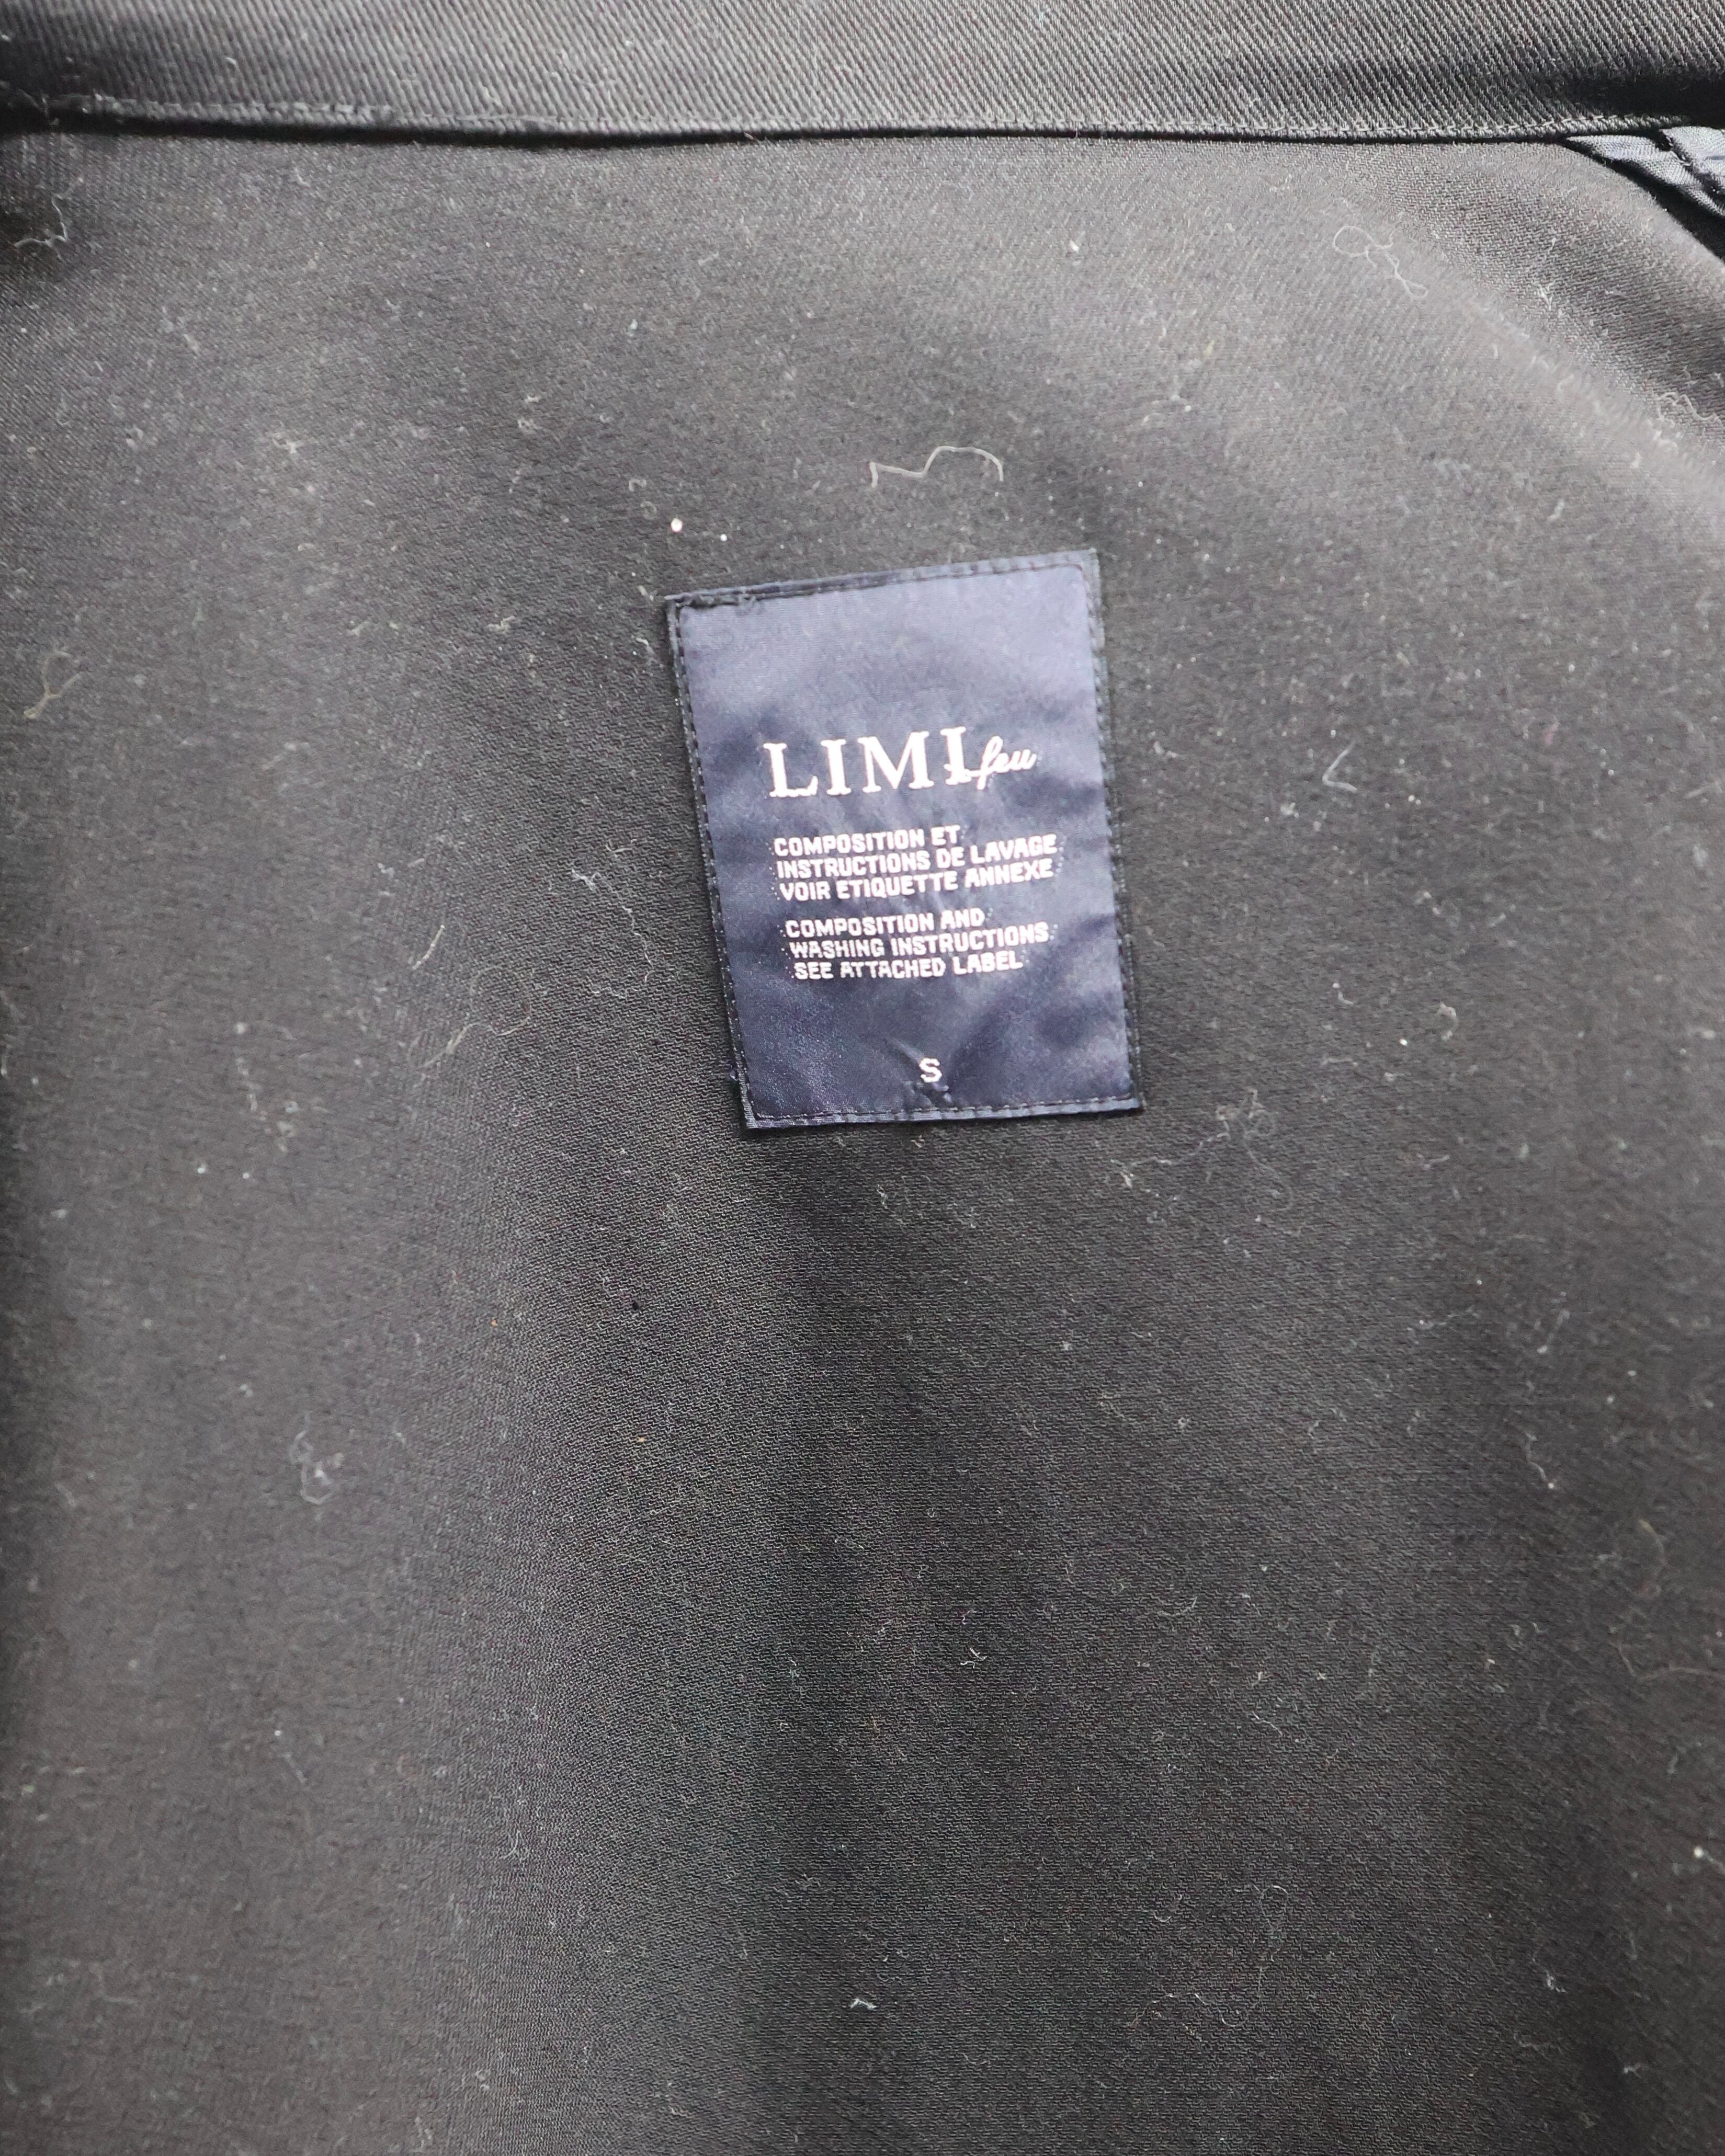 LIMI feu
COMPOSITION ET
INSTRUCTIONS DE LAVAGE
VOIR ETIQUETTE ANNEXE
COMPOSITION AND
WASHING INSTRUCTIONS
SEE ATTACHED LABEL
S